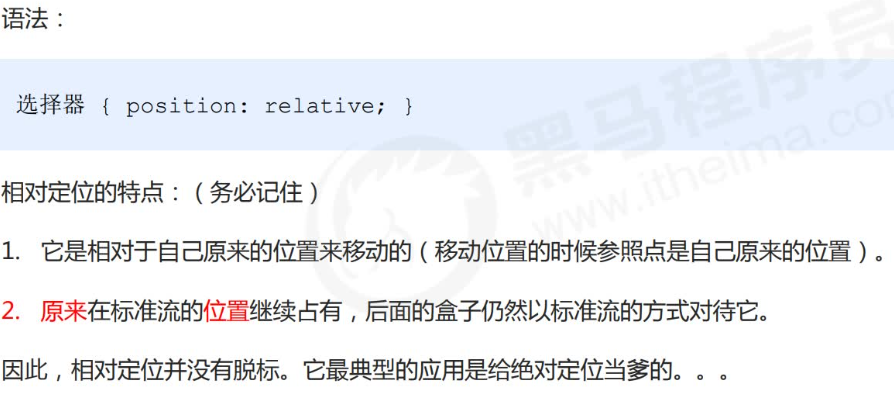 语法：
选择器 { position: relative; }
相对定位的特点：（务必记住）
1. 它是相对于自己原来的位置来移动的（移动位置的时候参照点是自己原来的位置）。
2. 原来在标准流的位置继续占有，后面的盒子仍然以标准流的方式对待它。
因此，相对定位并没有脱标。它最典型的应用是给绝对定位当爹的。。。
黑马程序员
www.itheima.com